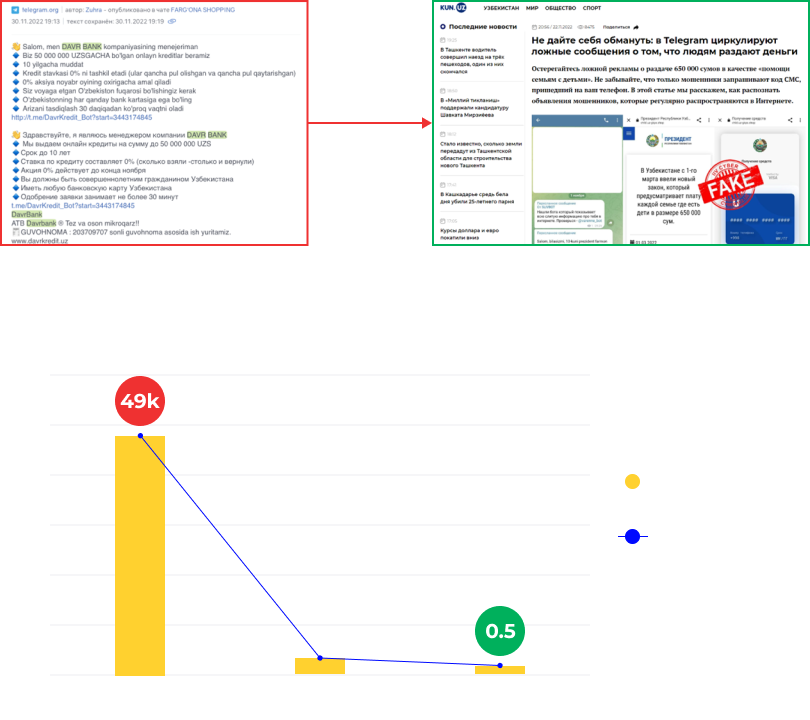 telegram.org | автор: Zuhra - опубликовано в чате FARG'ONA SHOPPING
30.11.2022 19:13 | текст сохранён: 30.11.2022 19:19
Salom, men DAVR BANK kompaniyasining menejeriman
Biz 50 000 000 UZSGACHA bo'lgan onlayn kreditlar beramiz
10 yilgacha muddat
Kredit stavkasi 0% ni tashkil etadi (ular qancha pul olishgan va qancha pul qaytarishgan)
0% aksiya noyabr oyining oxirigacha amal qiladi
Siz voyaga etgan O'zbekiston fuqarosi bo'lishingiz kerak
O'zbekistonning har qanday bank kartasiga ega bo'ling
Arizani tasdiqlash 30 daqiqadan ko'proq vaqtni oladi
http://t.me/DavrKredit_Bot?start=3443174845
Здравствуйте, я являюсь менеджером компании DAVR BANK
Мы выдаем онлайн кредиты на сумму до 50 000 000 UZS
Срок до 10 лет
Ставка по кредиту составляет 0% (сколько взяли -столько и вернули)
Акция 0% действует до конца ноября
Вы должны быть совершеннолетним гражданином Узбекистана
Иметь любую банковскую карту Узбекистана
Одобрение заявки занимает не более 30 минут
t.me/DavrKredit_Bot?start=3443174845
DavrBank
ATB Davrbank ® Tez va oson mikroqarz!!
GUVOHNOMA : 203709707 sonli guvohnoma asosida ish yuritamiz.
www.davrkredit.uz
KUN.UZ УЗБЕКИСТАН МИР ОБЩЕСТВО СПОРТ
Последние новости
В Ташкенте водитель
совершил наезд на трёх
пешеходов, один из них
скончался
В «Миллий тикланиш»
поддержали кандидатуру
Шавката Мирзиёева
Стало известно, сколько земли
передадут из Ташкентской
области для строительства
нового Ташкента
В Кашкадарье средь бела
дня убили 25-летнего парня
Курсы доллара и евро
покатили вниз
Поделиться
Не дайте себя обмануть: в Telegram циркулируют
ложные сообщения о том, что людям раздают деньги
Остерегайтесь ложной рекламы о раздаче 650 000 сумов в качестве «помощи
семьям с детьми». Не забывайте, что только мошенники запрашивают код СМС,
пришедший на ваш телефон. В этой статье мы расскажем, как распознать
объявления мошенников, которые регулярно распространяются в Интернете.
ПРЕЗИДЕНТ
В Узбекистане с 1-го
марта ввели новый
закон, который
предусматривает плату
каждой семье где есть
дети в размере 650 000
сум.
Получение средств
FAKE
49k
0.5